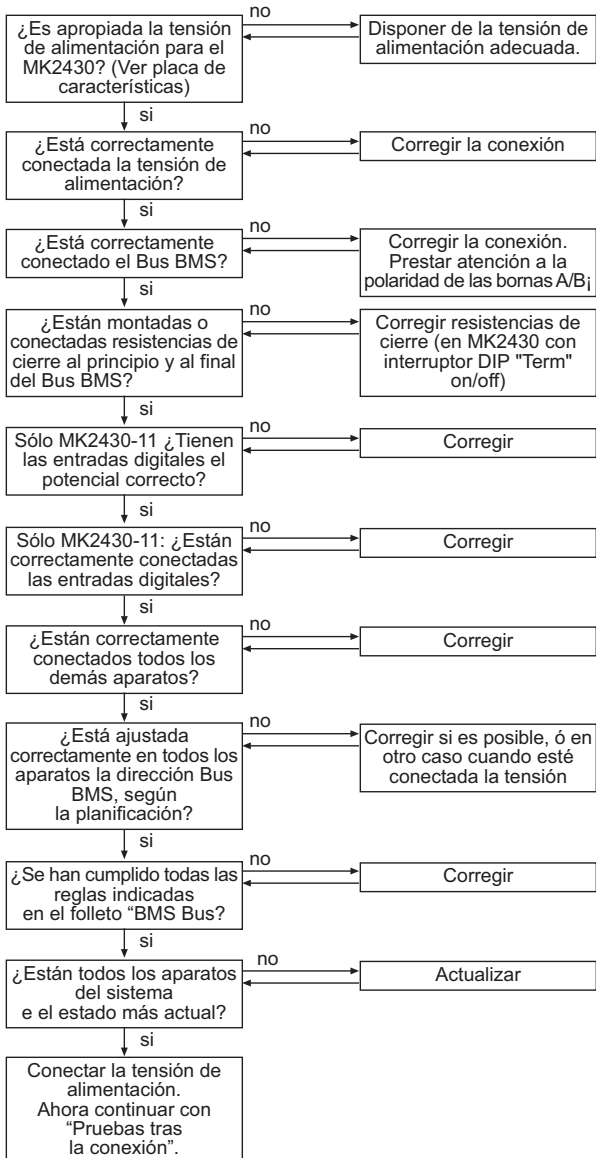 ¿Es apropiada la tensión
de alimentación para el
MK2430? (Ver placa de
características)
no
Disponer de la tensión de
alimentación adecuada.
si
¿Está correctamente
conectada la tensión de
alimentación?
no
Corregir la conexión
si
¿Está correctamente
conectado el Bus BMS?
no
Corregir la conexión.
Prestar atención a la
polaridad de las bornas A/B¡
si
¿Están montadas o
conectadas resistencias de
cierre al principio y al final
del Bus BMS?
no
Corregir resistencias de
cierre (en MK2430 con
interruptor DIP "Term"
on/off)
si
Sólo MK2430-11 ¿Tienen
las entradas digitales el
potencial correcto?
no
Corregir
si
Sólo MK2430-11: ¿Están
correctamente conectadas
las entradas digitales?
no
Corregir
si
¿Están correctamente
conectados todos los
demás aparatos?
no
Corregir
si
¿Está ajustada
correctamente en todos los
aparatos la dirección Bus
BMS, según
la planificación?
no
Corregir si es posible, ó en
otro caso cuando esté
conectada la tensión
si
¿Se han cumplido todas las
reglas indicadas
en el folleto “BMS Bus?
no
Corregir
si
¿Están todos los aparatos
del sistema
e el estado más actual?
no
Actualizar
si
Conectar la tensión de
alimentación.
Ahora continuar con
“Pruebas tras
la conexión”.